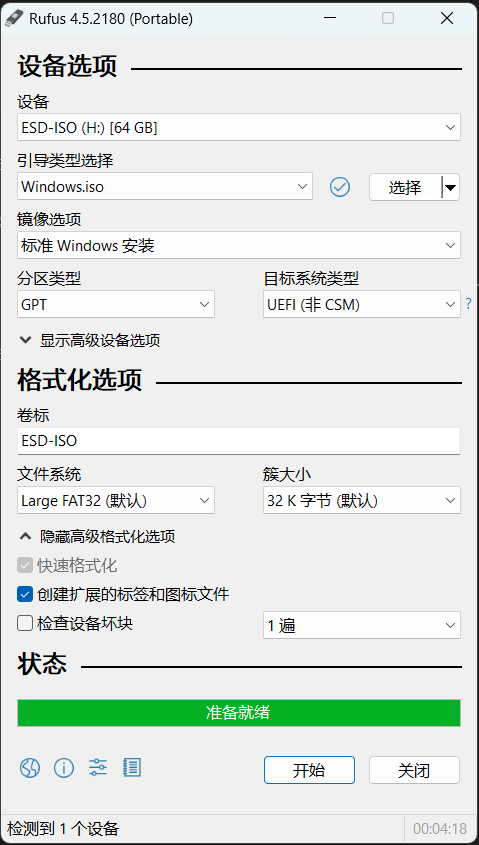 Rufus 4.5.2180 (Portable)
设备选项
设备
ESD-ISO (H:) [64 GB]
引导类型选择
Windows.iso
选择
镜像选项
标准 Windows 安装
分区类型
目标系统类型
GPT
UEFI (非 CSM)
?
显示高级设备选项
格式化选项
卷标
ESD-ISO
文件系统
簇大小
Large FAT32 (默认)
32 K 字节 (默认)
隐藏高级格式化选项
快速格式化
创建扩展的标签和图标文件
检查设备坏块
1 遍
状态
准备就绪
开始
关闭
检测到 1 个设备
00:04:18